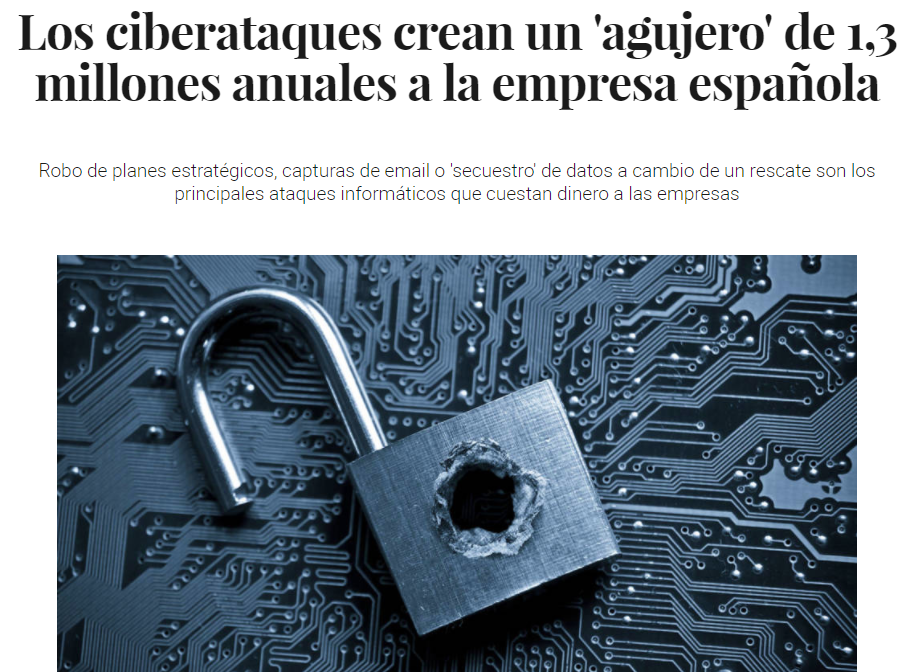 Los ciberataques crean un 'agujero' de 1,3
millones anuales a la empresa española
Robo de planes estratégicos, capturas de email o 'secuestro' de datos a cambio de un rescate son los
principales ataques informáticos que cuestan dinero a las empresas